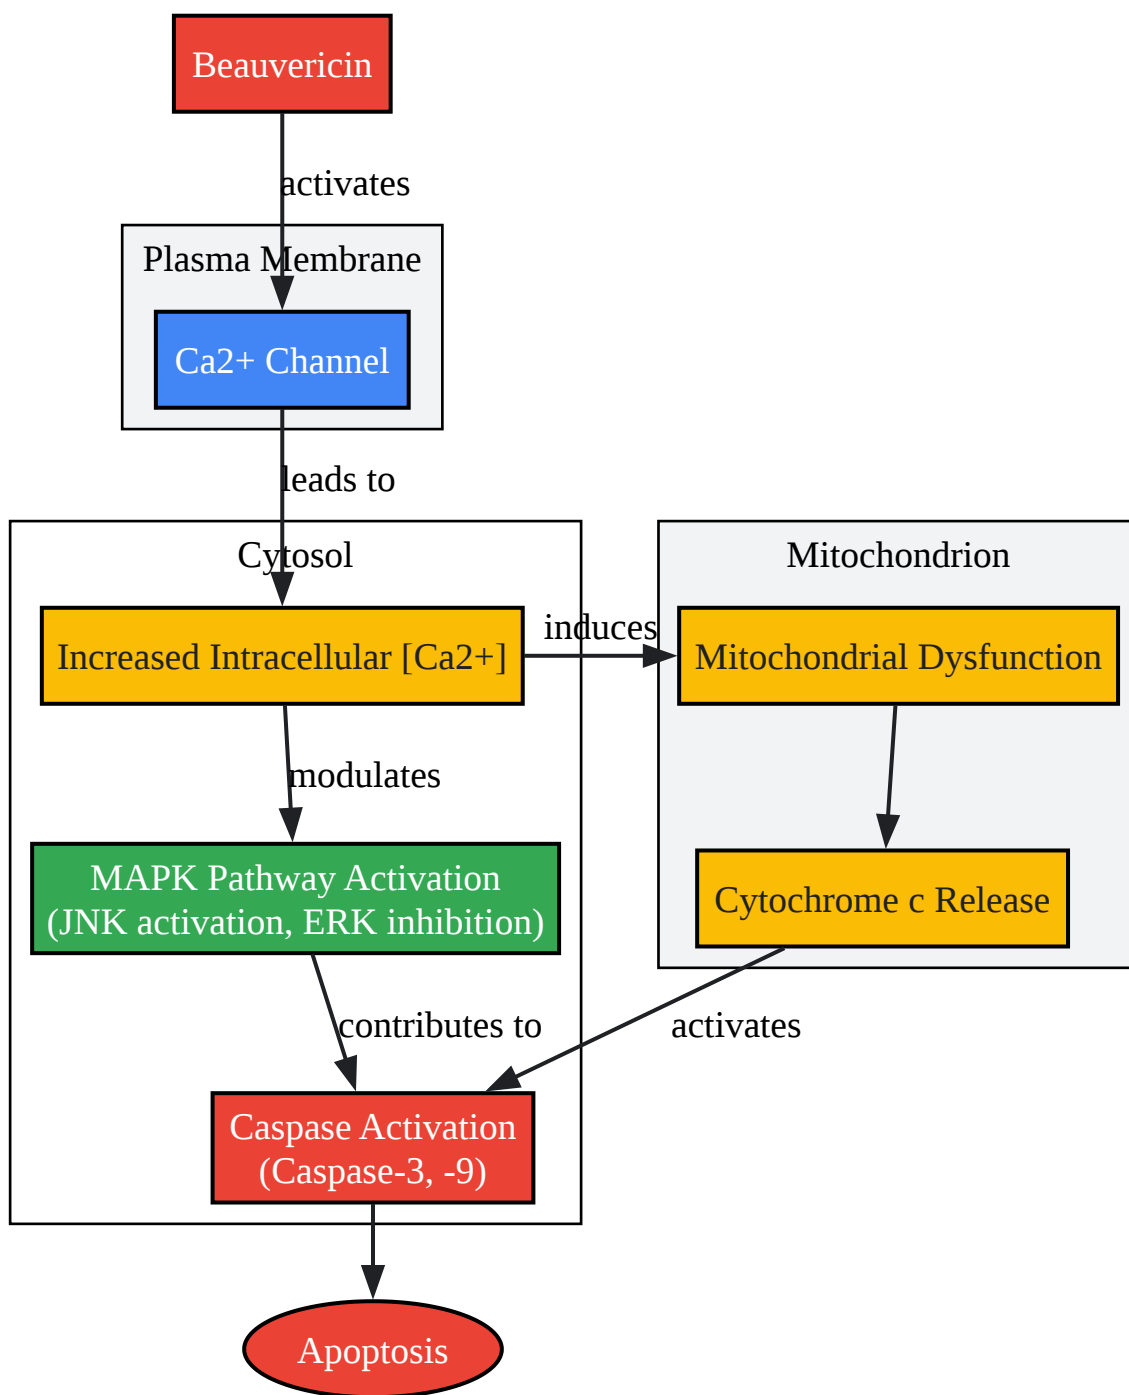 Beauvericin
activates
Plasma Membrane
Ca2+ Channel
leads to
Cytosol
Mitochondrion
Increased Intracellular [Ca2+]
induces
Mitochondrial Dysfunction
modulates
MAPK Pathway Activation
(JNK activation, ERK inhibition)
Cytochrome c Release
contributes to
activates
Caspase Activation
(Caspase-3, -9)
Apoptosis